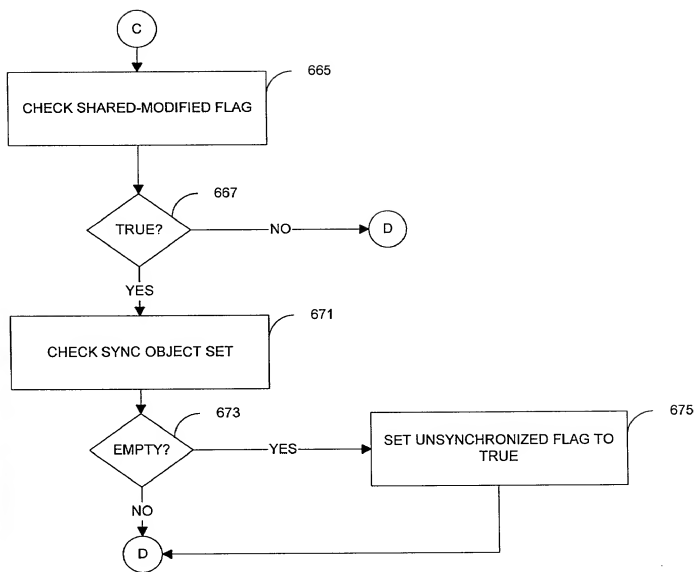 C
665
CHECK SHARED-MODIFIED FLAG
667
TRUE?
NO
D
YES
671
CHECK SYNC OBJECT SET
673
675
EMPTY?
YES
SET UNSYNCHRONIZED FLAG TO
TRUE
NO
D